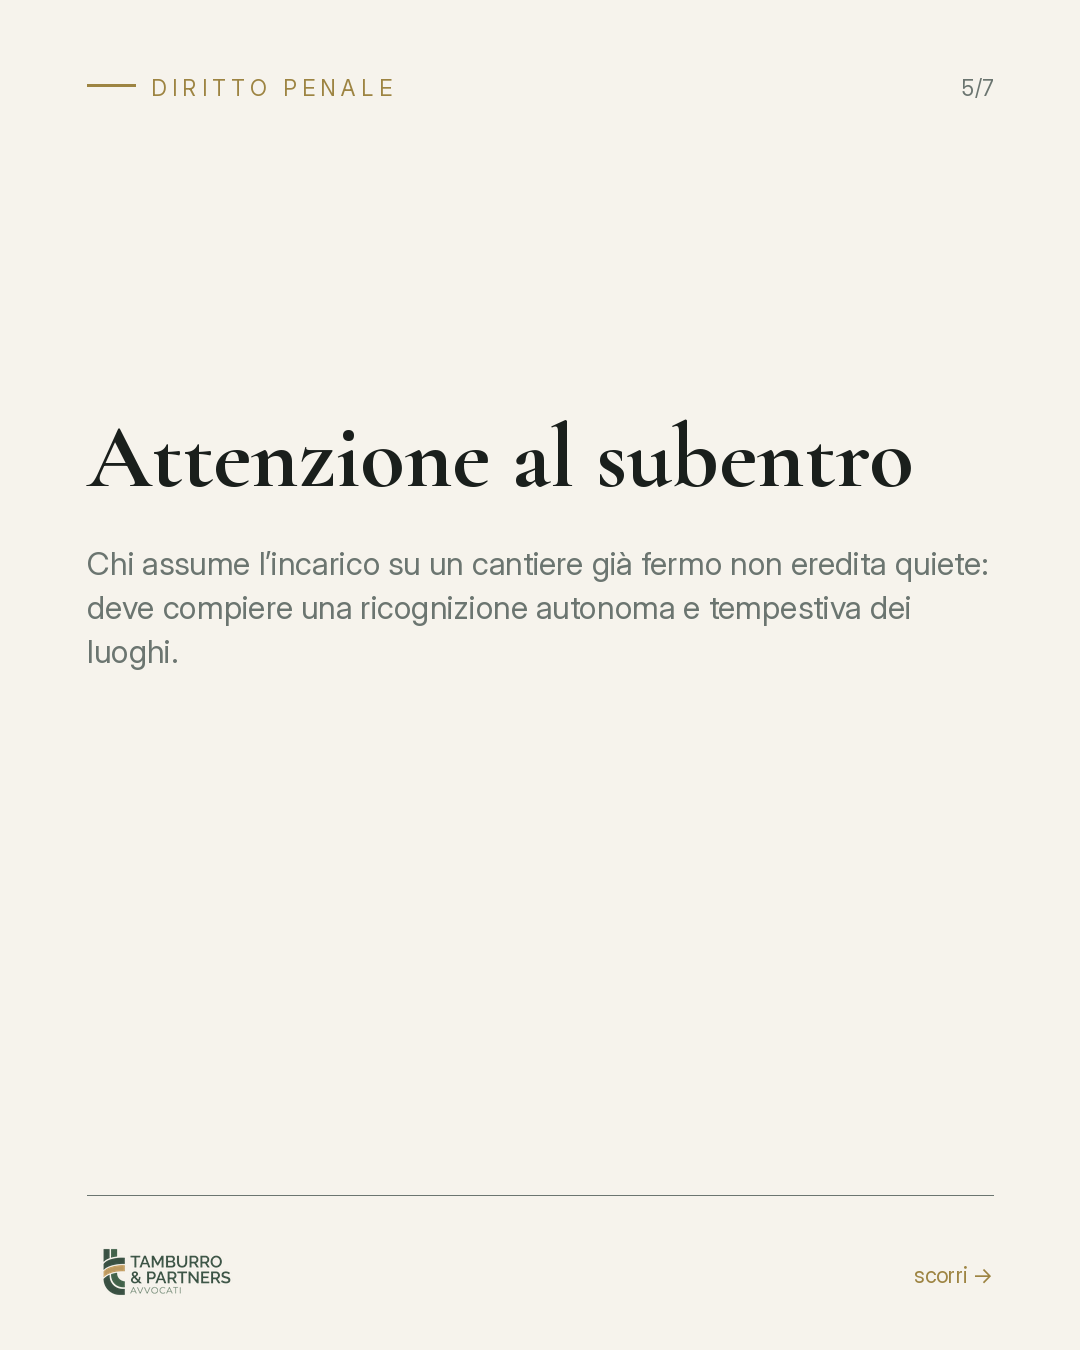 DIRITTO PENALE
5/7
Attenzione al subentro
Chi assume l’incarico su un cantiere già fermo non eredita quiete:
deve compiere una ricognizione autonoma e tempestiva dei
luoghi.
TAMBURRO
& PARTNERS
AVVOCATI
scorri →